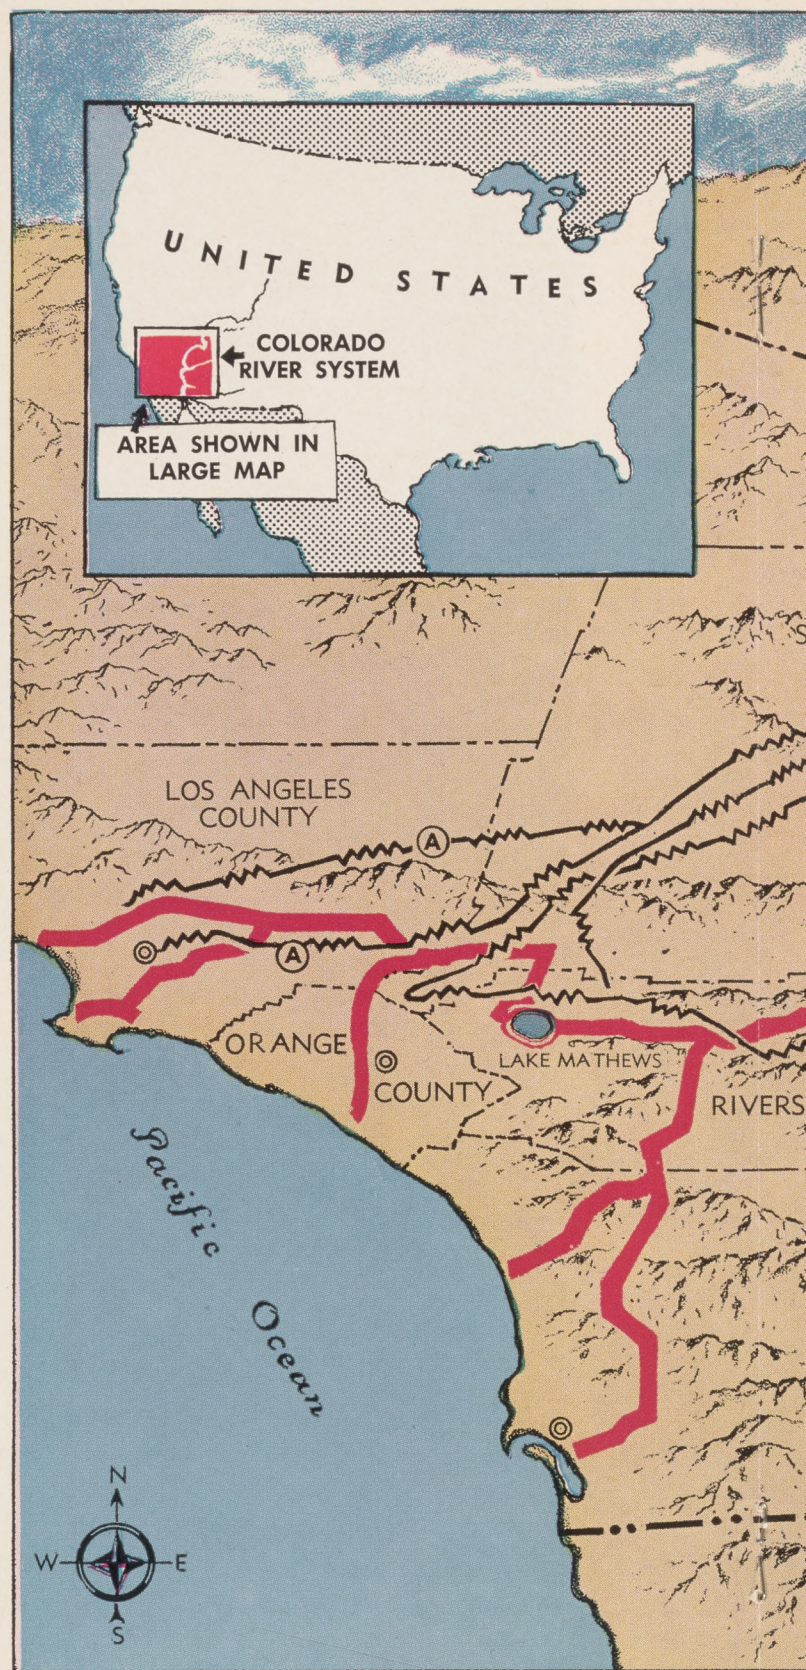 UNITED STATES
COLORADO
RIVER SYSTEM
AREA SHOWN IN
LARGE MAP
S
LOS ANGELES
COUNTY
A
A
ORANGE
COUNTY
LAKE MATHEWS
RIVERS
Pacific
Ocean
N
W E
S